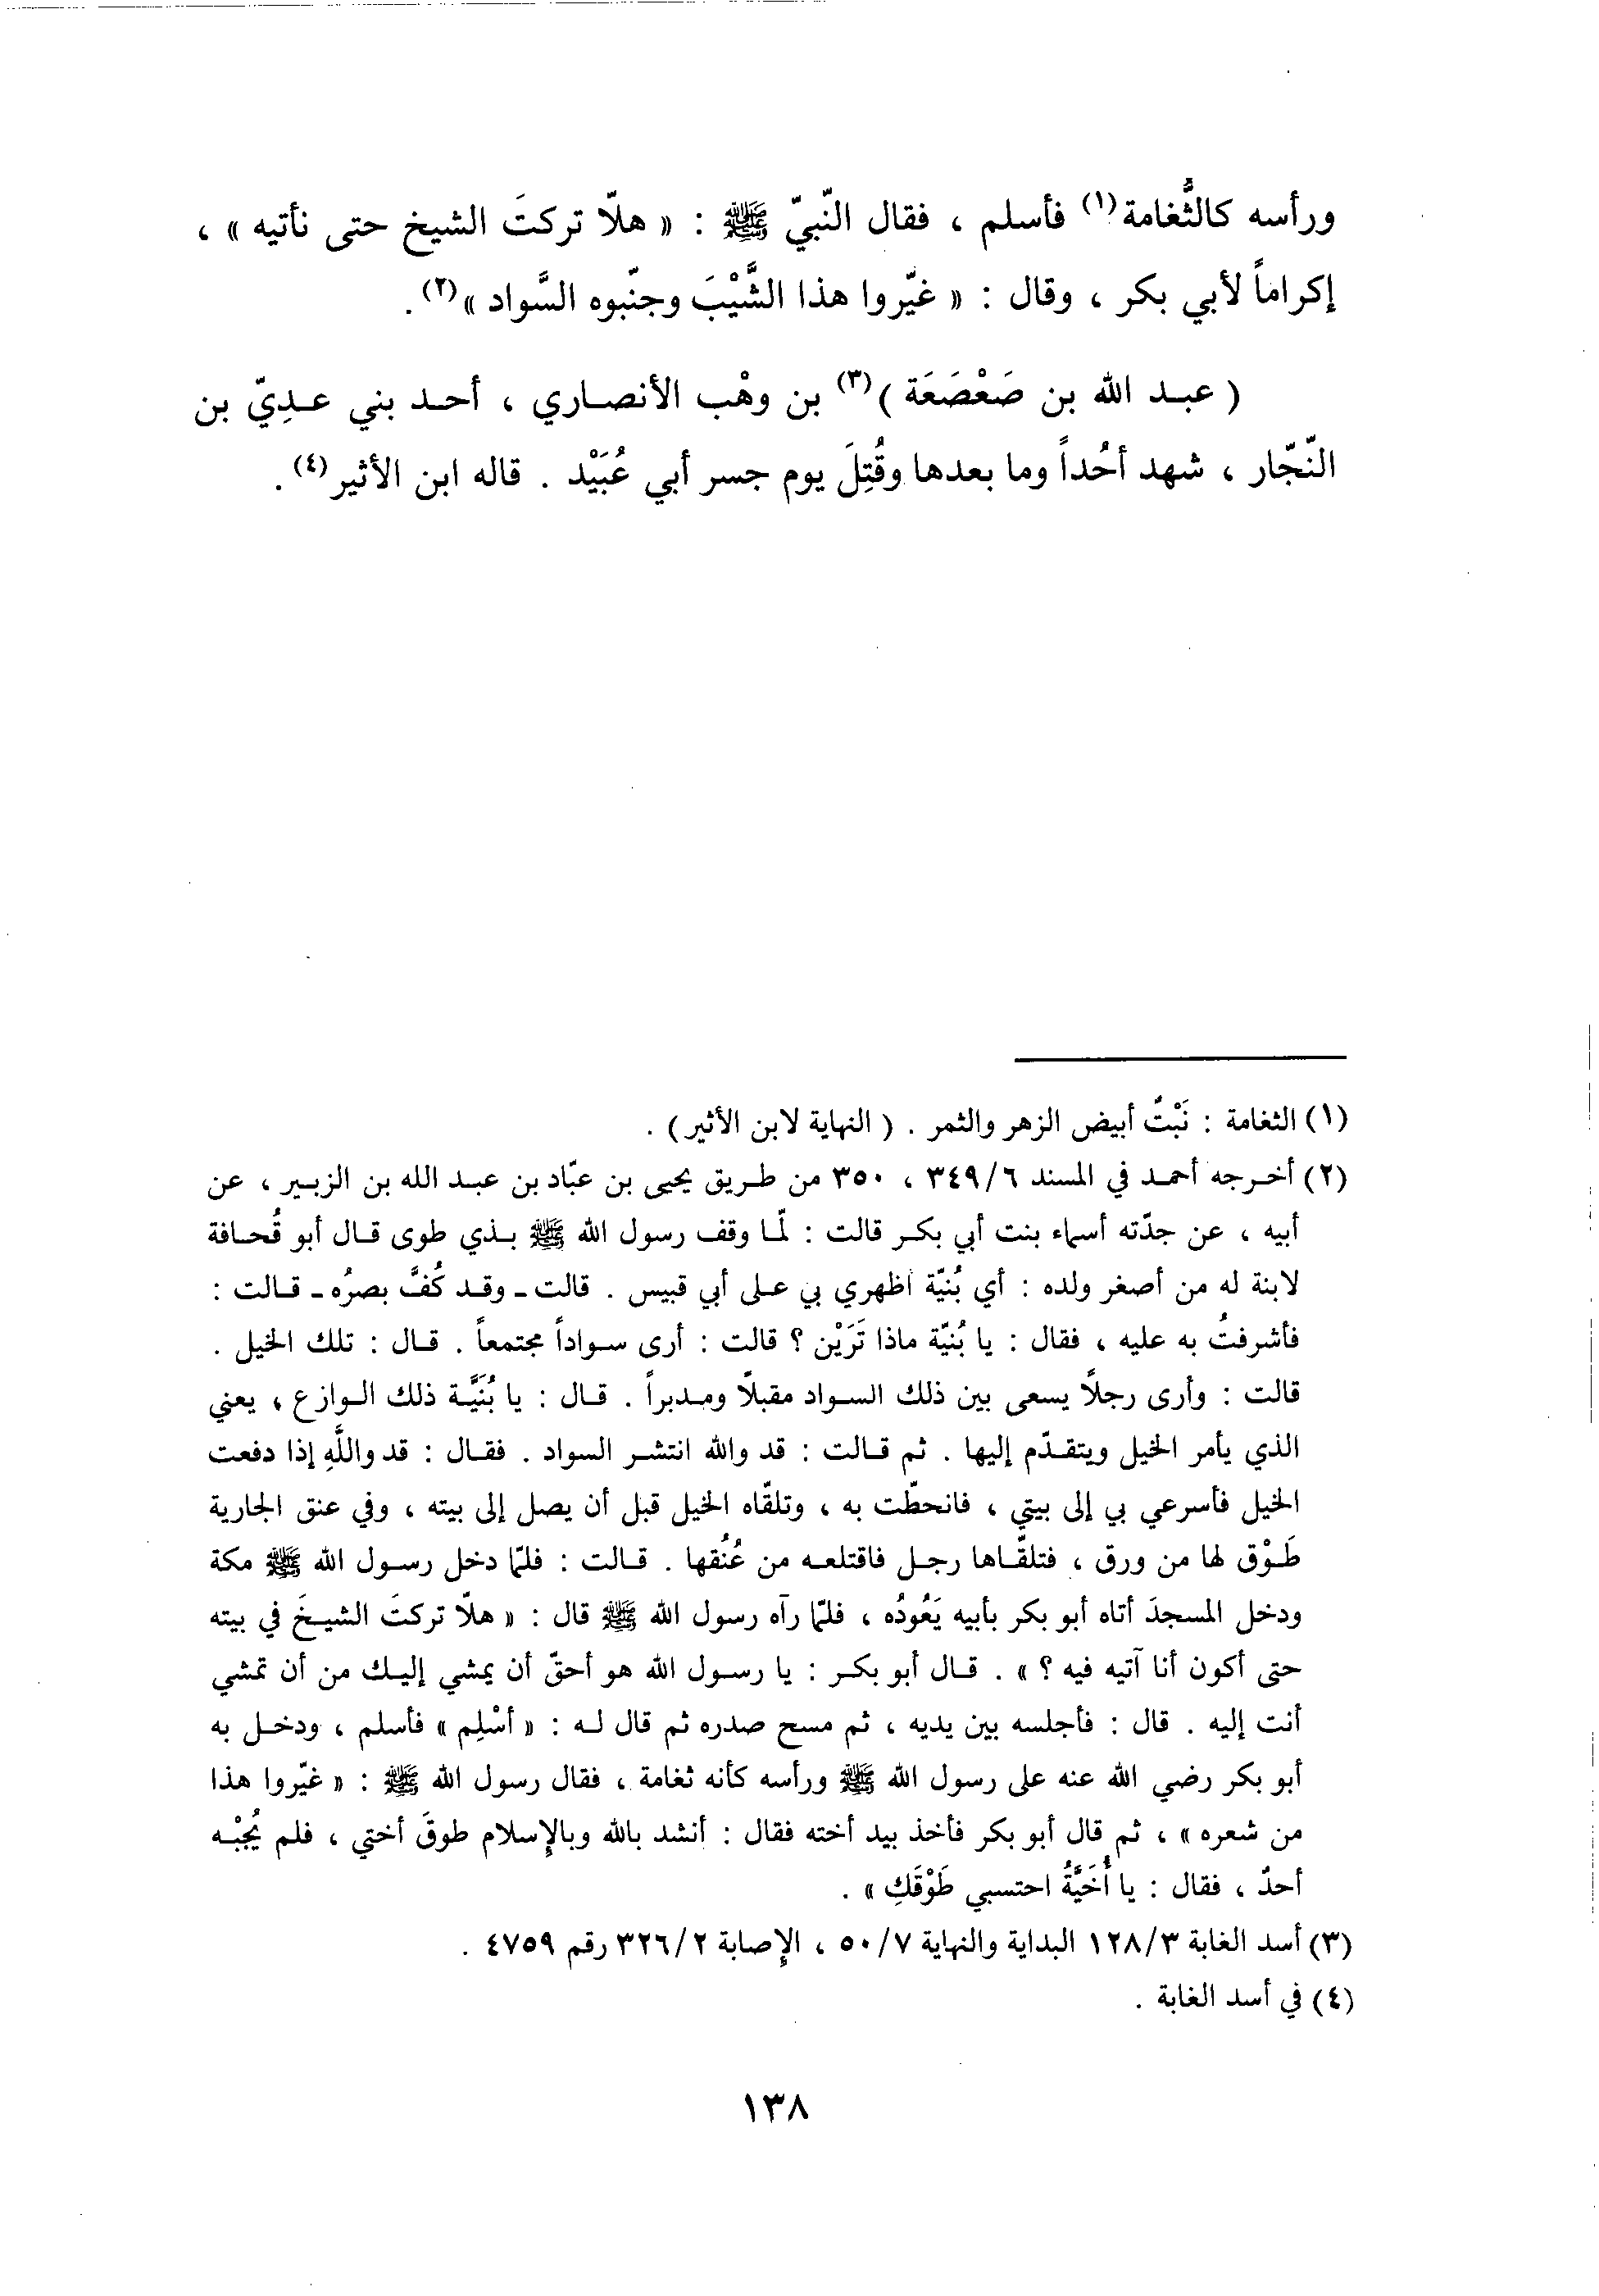 ورأسه كالثُّغامة(١) فأسلم ، فقال النّبيّ ﷺ : « هلّا تركتَ الشيخ حتى نأتيه » ،
إكراماً لأبي بكر ، وقال : « غيّروا هذا الشَّيْبَ وجنّبوه السَّواد »(٢) .
( عبد الله بن صَعْصَعَة )(٣) بن وهْب الأنصاري ، أحد بني عديّ بن
النّجّار ، شهد أُحُداً وما بعدها وقُتِلَ يوم جسر أبي عُبَيْد . قاله ابن الأثير(٤) .
(١) الثغامة : نَبْتٌ أبيض الزهر والثمر . ( النهاية لابن الأثير ) .
(٢) أخرجه أحمد في المسند ٣٤٩/٦ ، ٣٥٠ من طريق يحيى بن عبّاد بن عبد الله بن الزبير ، عن
أبيه ، عن جدّته أسماء بنت أبي بكر قالت : لمّا وقف رسول الله ﷺ بذي طوى قال أبو قُحافة
لابنة له من أصغر ولده : أي بُنيّة اظهري بي على أبي قبيس . قالت ـ وقد كُفَّ بصرُه ـ قالت :
فأشرفتُ به عليه ، فقال : يا بُنيّة ماذا تَرَيْن ؟ قالت : أرى سواداً مجتمعاً . قال : تلك الخيل .
قالت : وأرى رجلاً يسعى بين ذلك السواد مقبلاً ومدبراً . قال : يا بُنَيَّة ذلك الوازع ، يعني
الذي يأمر الخيل ويتقدّم إليها . ثم قالت : قد والله انتشر السواد . فقال : قد واللَّهِ إذا دفعت
الخيل فأسرعي بي إلى بيتي ، فانحطّت به ، وتلقّاه الخيل قبل أن يصل إلى بيته ، وفي عنق الجارية
طَوْق لها من ورق ، فتلقّاها رجل فاقتلعه من عُنُقها . قالت : فلمّا دخل رسول الله ﷺ مكة
ودخل المسجدَ أتاه أبو بكر بأبيه يَعُودُه ، فلمّا رآه رسول الله ﷺ قال : « هلّا تركتَ الشيخَ في بيته
حتى أكون أنا آتيه فيه ؟ » . قال أبو بكر : يا رسول الله هو أحقّ أن يمشي إليك من أن تمشي
أنت إليه . قال : فأجلسه بين يديه ، ثم مسح صدره ثم قال له : « أسْلِم » فأسلم ، ودخل به
أبو بكر رضي الله عنه على رسول الله ﷺ ورأسه كأنه ثغامة ، فقال رسول الله ﷺ : « غيّروا هذا
من شعره » ، ثم قال أبو بكر فأخذ بيد أخته فقال : أنشد بالله وبالإسلام طوقَ أختي ، فلم يُجبْه
أحدٌ ، فقال : يا أُخَيَّةُ احتسبي طَوْقَكِ » .
(٣) أسد الغابة ١٢٨/٣ البداية والنهاية ٥٠/٧ ، الإصابة ٣٢٦/٢ رقم ٤٧٥٩ .
(٤) في أسد الغابة .
١٣٨